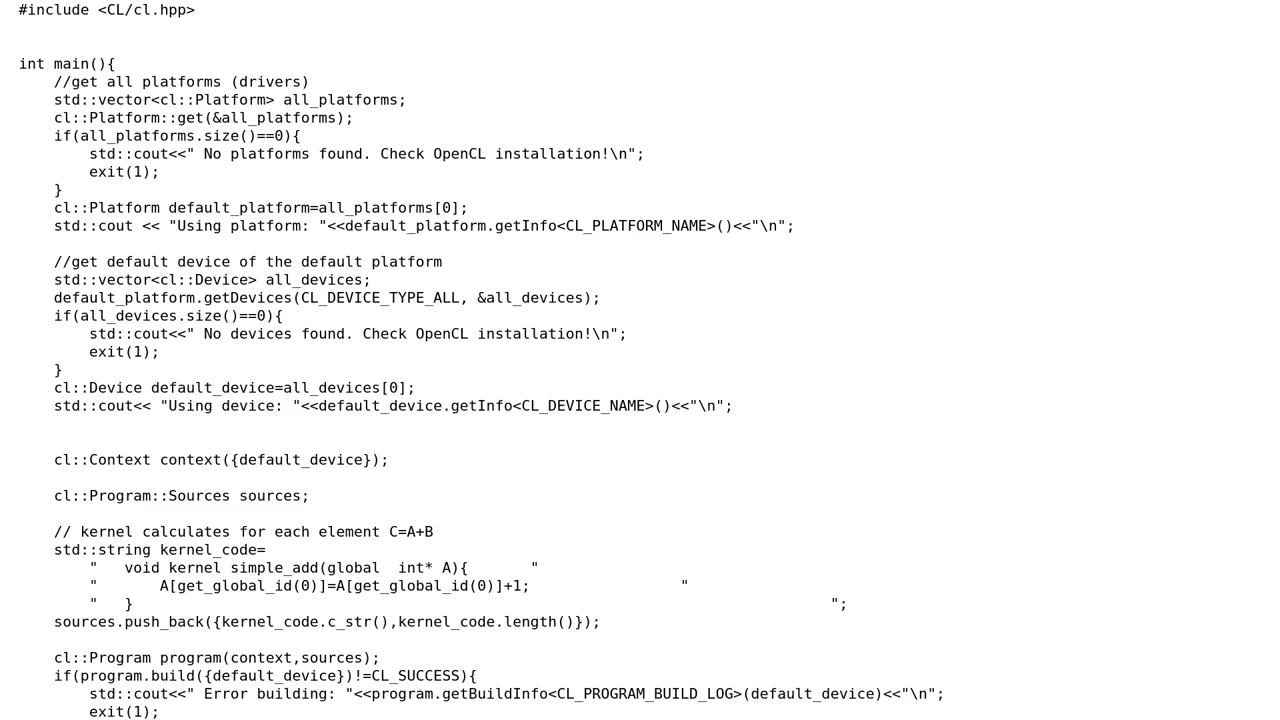 #include <CL/cl.hpp>
int main(){
    //get all platforms (drivers)
    std::vector<cl::Platform> all_platforms;
    cl::Platform::get(&all_platforms);
    if(all_platforms.size()==0){
        std::cout<<" No platforms found. Check OpenCL installation!\n";
        exit(1);
    }
    cl::Platform default_platform=all_platforms[0];
    std::cout << "Using platform: "<<default_platform.getInfo<CL_PLATFORM_NAME>()<<"\n";
    //get default device of the default platform
    std::vector<cl::Device> all_devices;
    default_platform.getDevices(CL_DEVICE_TYPE_ALL, &all_devices);
    if(all_devices.size()==0){
        std::cout<<" No devices found. Check OpenCL installation!\n";
        exit(1);
    }
    cl::Device default_device=all_devices[0];
    std::cout<< "Using device: "<<default_device.getInfo<CL_DEVICE_NAME>()<<"\n";
    cl::Context context({default_device});
    cl::Program::Sources sources;
    // kernel calculates for each element C=A+B
    std::string kernel_code=
        "   void kernel simple_add(global  int* A){       "
        "       A[get_global_id(0)]=A[get_global_id(0)]+1;                 "
        "   }                                                                               ";
    sources.push_back({kernel_code.c_str(),kernel_code.length()});
    cl::Program program(context,sources);
    if(program.build({default_device})!=CL_SUCCESS){
        std::cout<<" Error building: "<<program.getBuildInfo<CL_PROGRAM_BUILD_LOG>(default_device)<<"\n";
        exit(1);